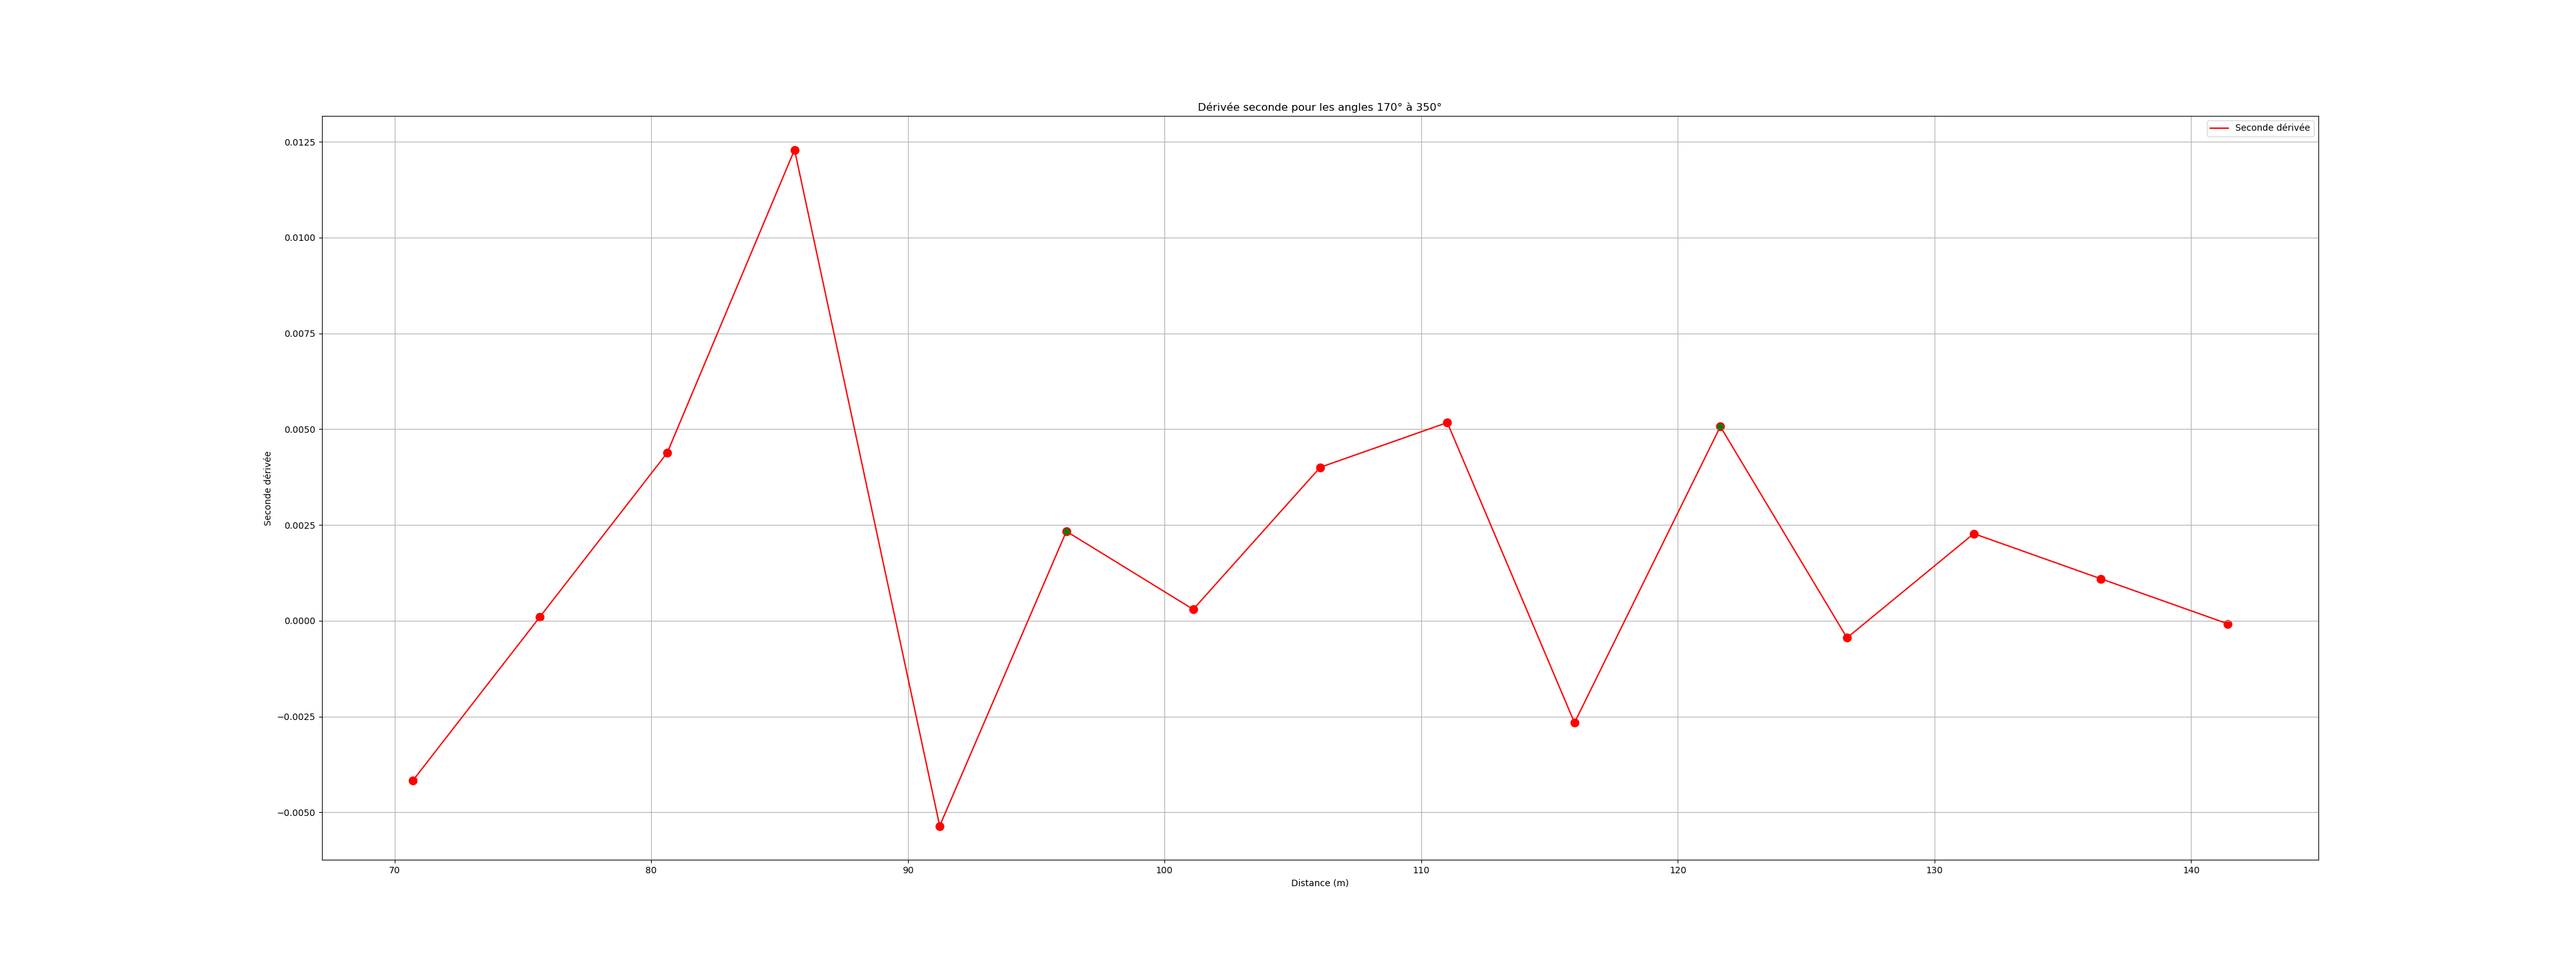 Dérivée seconde pour les angles 170° à 350°
Seconde dérivée
0.0125
0.0100
0.0075
0.0050
0.0025
0.0000
−0.0025
−0.0050
Seconde dérivée
70 80 90 100 110 120 130 140
Distance (m)